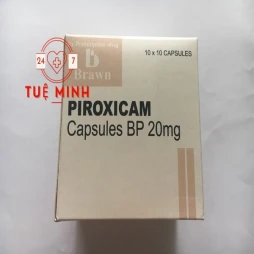 10 x 10 CAPSULES
24
7
TUỆ MINH
Brawn
PIROXICAM
Capsules BP 20mg